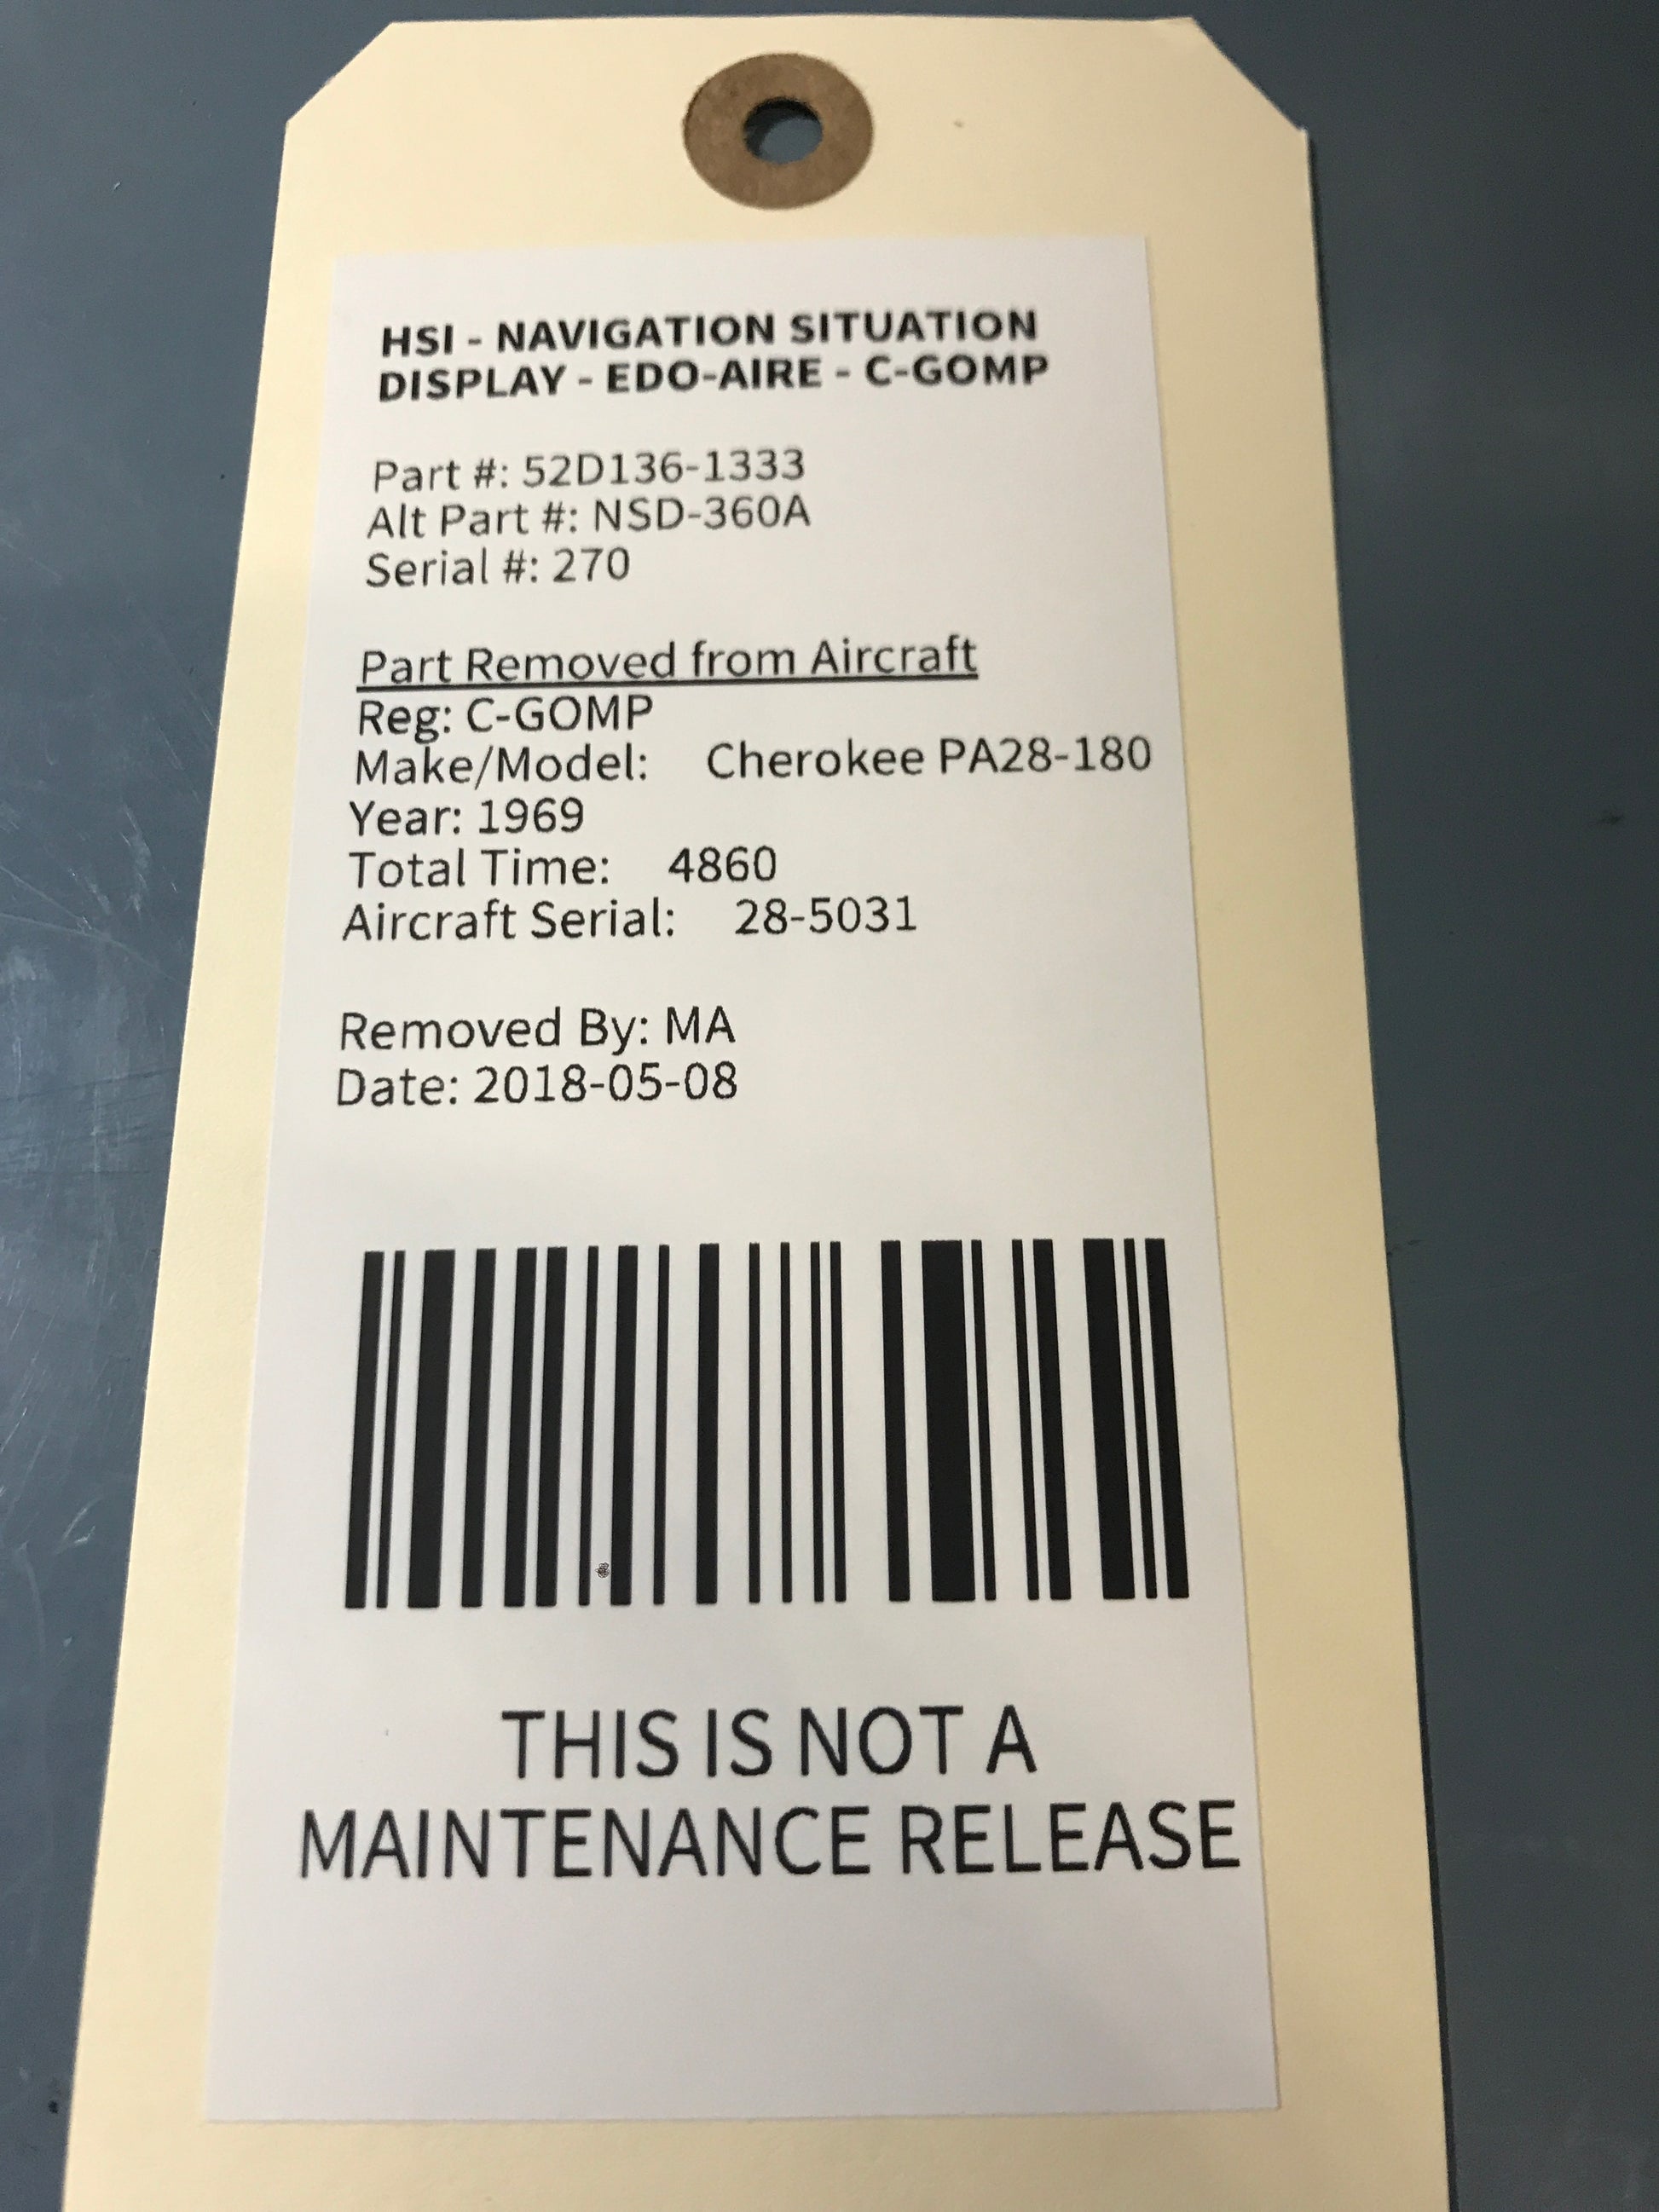 HSI - NAVIGATION SITUATION
DISPLAY - EDO-AIRE - C-GOMP
Part #: 52D136-1333
Alt Part #: NSD-360A
Serial #: 270
Part Removed from Aircraft
Reg: C-GOMP
Make/Model: Cherokee PA28-180
Year: 1969
Total Time: 4860
Aircraft Serial: 28-5031
Removed By: MA
Date: 2018-05-08
THIS IS NOT A
MAINTENANCE RELEASE